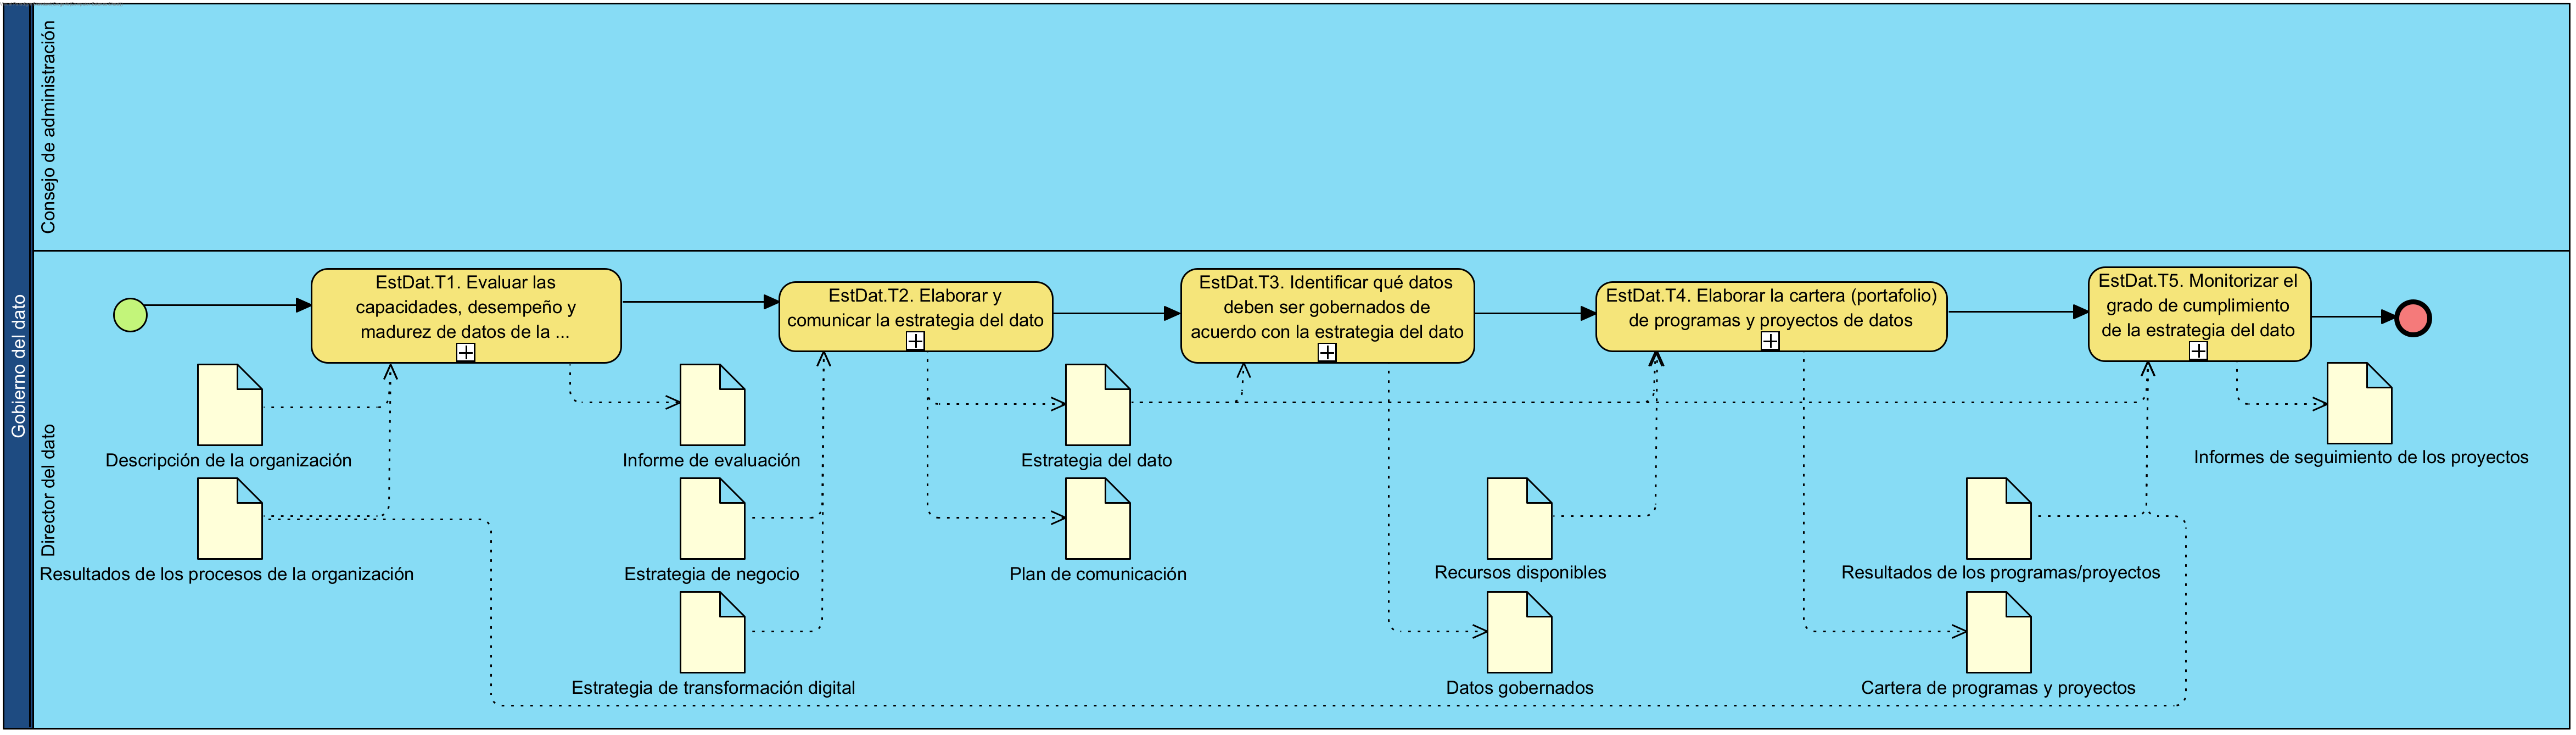 Gobierno del dato
Consejo de administración
Director del dato
EstDat.T1. Evaluar las
capacidades, desempeño y
madurez de datos de la ...
EstDat.T2. Elaborar y
comunicar la estrategia del dato
EstDat.T3. Identificar qué datos
deben ser gobernados de
acuerdo con la estrategia del dato
EstDat.T4. Elaborar la cartera (portafolio)
de programas y proyectos de datos
EstDat.T5. Monitorizar el
grado de cumplimiento
de la estrategia del dato
Descripción de la organización
Informe de evaluación
Estrategia del dato
Informes de seguimiento de los proyectos
Resultados de los procesos de la organización
Estrategia de negocio
Plan de comunicación
Recursos disponibles
Resultados de los programas/proyectos
Estrategia de transformación digital
Datos gobernados
Cartera de programas y proyectos